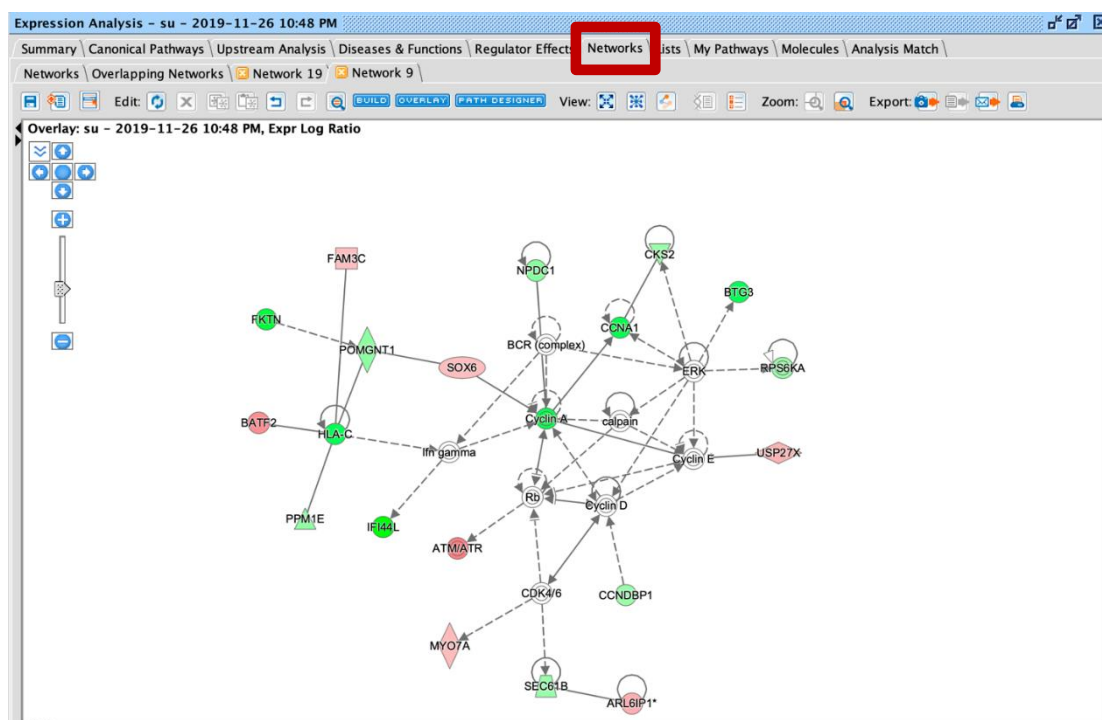 Expression Analysis - su - 2019-11-26 10:48 PM
Summary Canonical Pathways Upstream Analysis Diseases & Functions Regulator Effects Networks Lists My Pathways Molecules Analysis Match
Networks Overlapping Networks Network 19 Network 9
Edit: BUILD OVERLAY PATH DESIGNER View: Zoom: Export:
Overlay: su - 2019-11-26 10:48 PM, Expr Log Ratio
FAM3C
CKS2
NPDC1
BTG3
FKTN
CCNA1
BCR (complex)
POMGNT1
SOX6
ERK
RPS6KA
BATF2
HLA-C
Cyclin A
calpain
Ifn gamma
Cyclin E
USP27X
Rb
Cyclin D
PPM1E
IFI44L
ATM/ATR
CDK4/6
CCNDBP1
MYO7A
SEC61B
ARL6IP1*